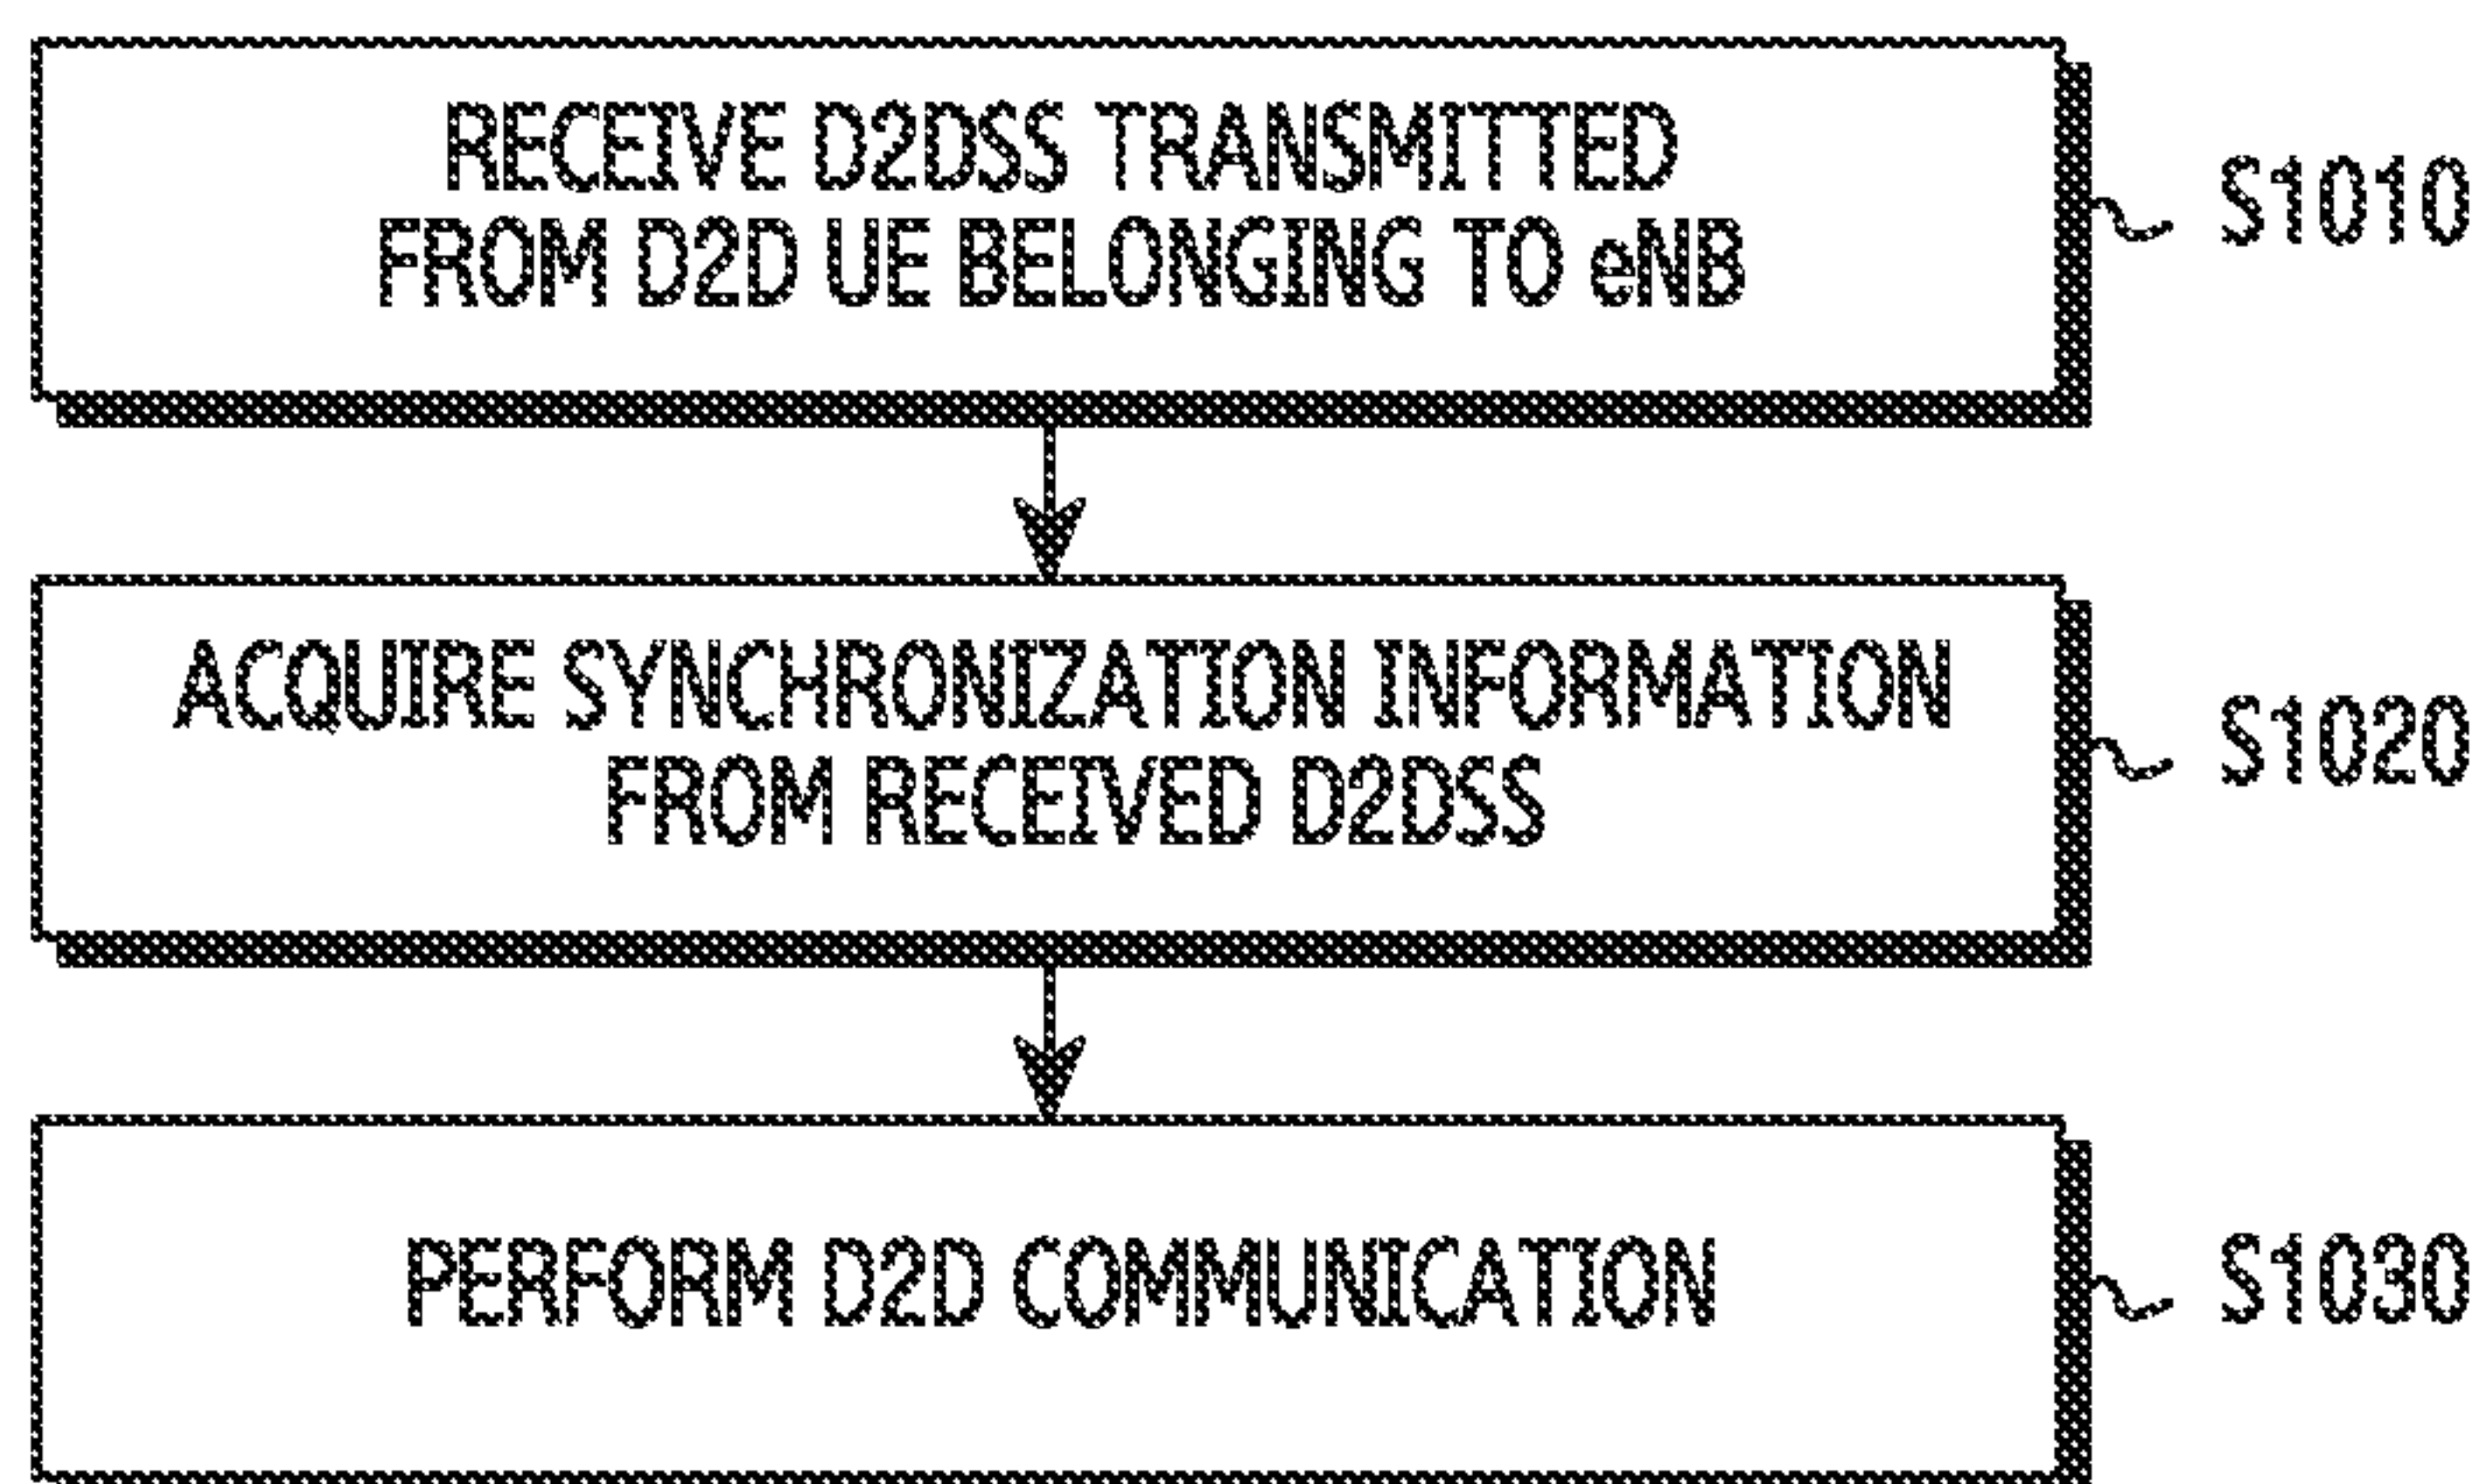 RECEIVE D2DSS TRANSMITTED
FROM D2D UE BELONGING TO eNB
S1010
ACQUIRE SYNCHRONIZATION INFORMATION
FROM RECEIVED D2DSS
S1020
PERFORM D2D COMMUNICATION
S1030